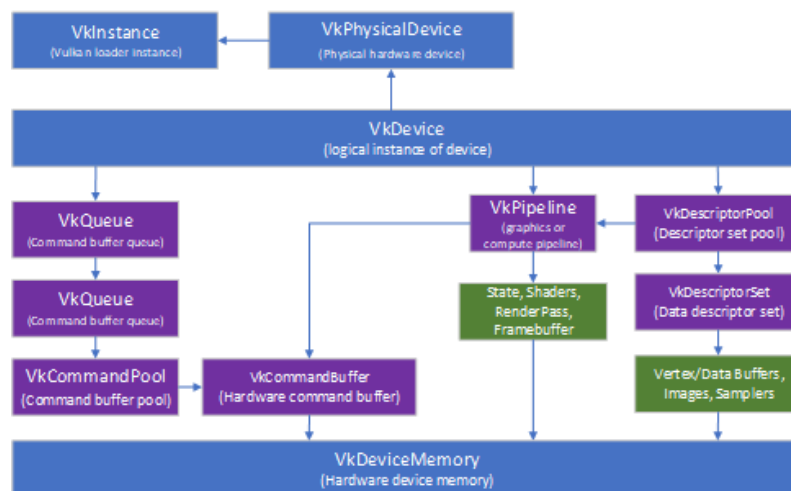 VkInstance
(Vulkan loader instance)
VkPhysicalDevice
(Physical hardware device)
VkDevice
(logical instance of device)
VkQueue
(Command buffer queue)
VkPipeline
(graphics or
compute pipeline)
VkDescriptorPool
(Descriptor set pool)
VkQueue
(Command buffer queue)
State, Shaders,
RenderPass,
Framebuffer
VkDescriptorSet
(Data descriptor set)
VkCommandPool
(Command buffer pool)
VkCommandBuffer
(Hardware command buffer)
Vertex/Data Buffers,
Images, Samplers
VkDeviceMemory
(Hardware device memory)